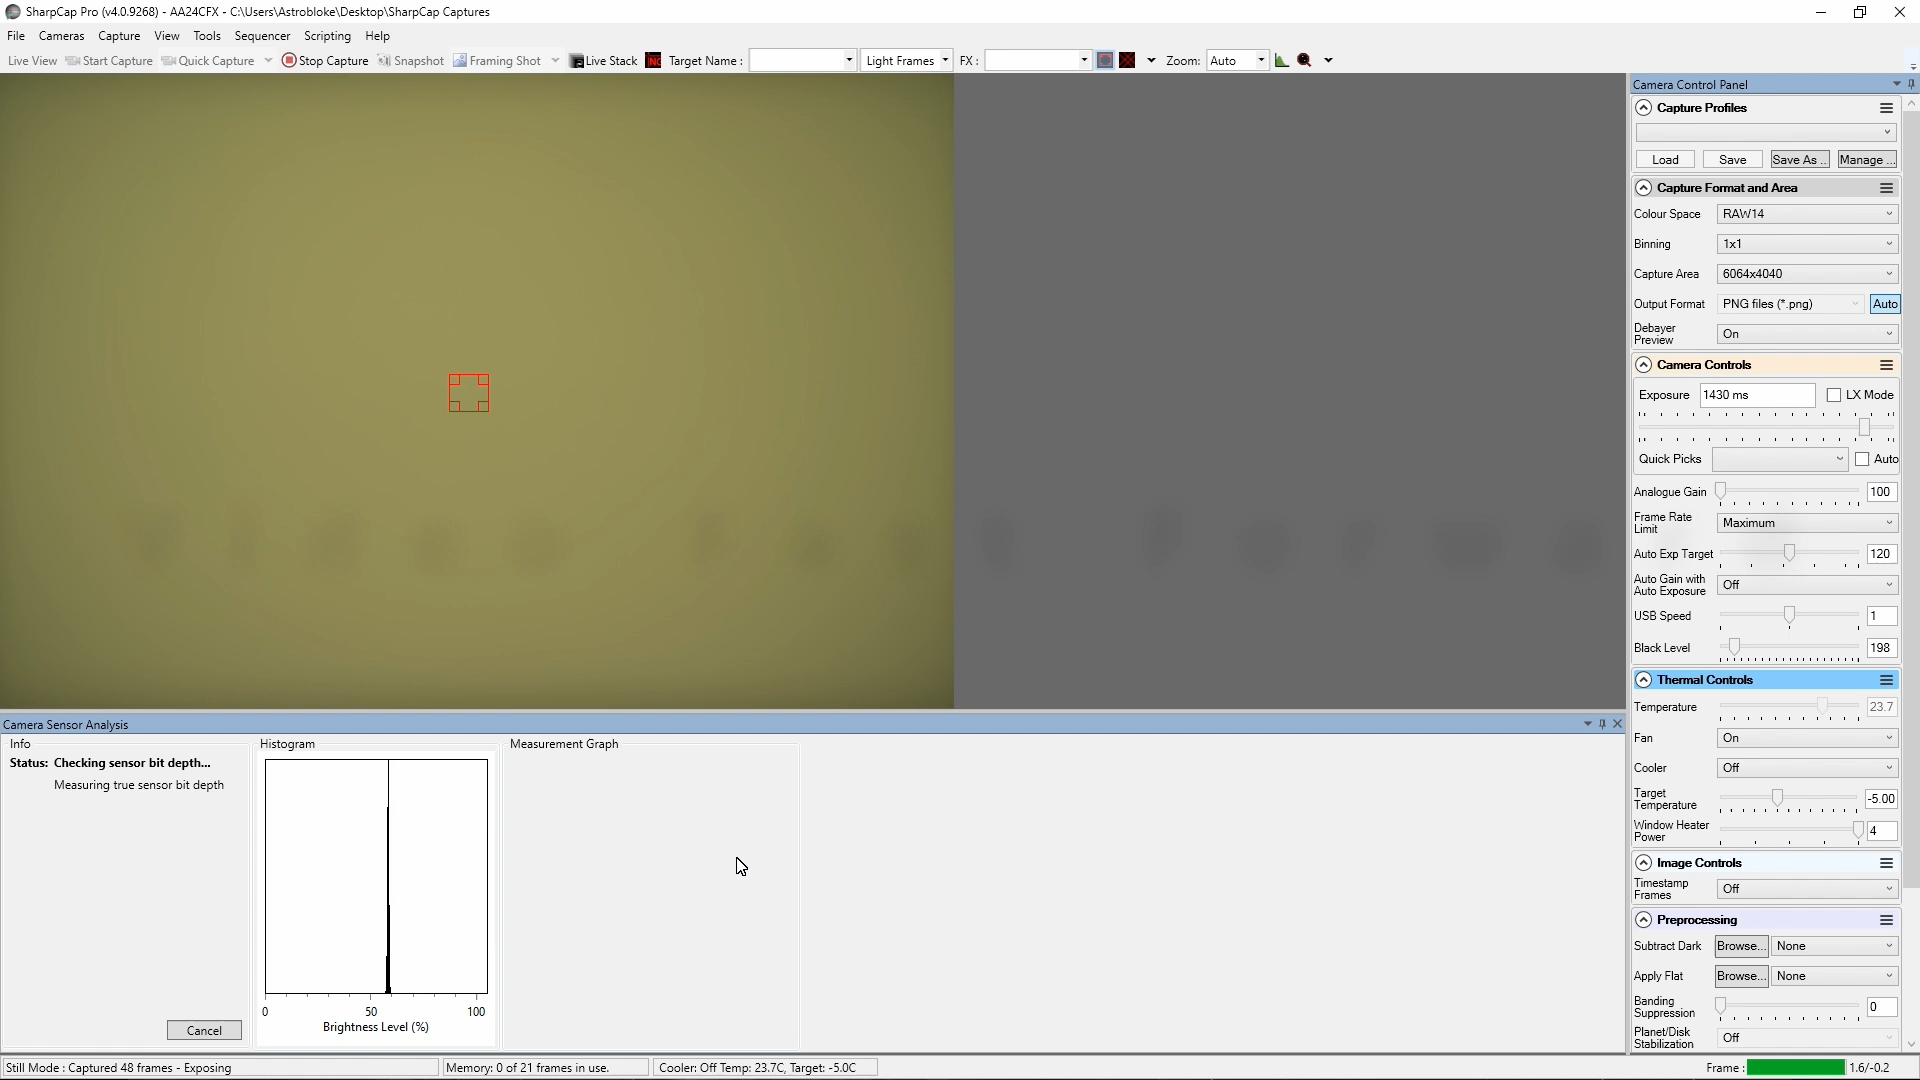 SharpCap Pro (v4.0.9268) - AA24CFX - C:\Users\Astrobloke\Desktop\SharpCap Captures
File Cameras Capture View Tools Sequencer Scripting Help
Live View Start Capture Quick Capture Stop Capture Snapshot Framing Shot Live Stack Target Name : Light Frames FX : Zoom: Auto
Camera Control Panel
Capture Profiles
Load Save Save As .. Manage ...
Capture Format and Area
Colour Space RAW14
Binning 1x1
Capture Area 6064x4040
Output Format PNG files (*.png) Auto
Debayer
Preview On
Camera Controls
Exposure 1430 ms LX Mode
Quick Picks Auto
Analogue Gain 100
Frame Rate
Limit Maximum
Auto Exp Target 120
Auto Gain with
Auto Exposure Off
USB Speed 1
Black Level 198
Thermal Controls
Temperature 23.7
Fan On
Cooler Off
Target
Temperature -5.00
Window Heater
Power 4
Image Controls
Timestamp
Frames Off
Preprocessing
Subtract Dark Browse... None
Apply Flat Browse... None
Banding
Suppression 0
Planet/Disk
Stabilization Off
Camera Sensor Analysis
Info
Status: Checking sensor bit depth...
Measuring true sensor bit depth
Cancel
Histogram
0 50 100
Brightness Level (%)
Measurement Graph
Still Mode : Captured 48 frames - Exposing Memory: 0 of 21 frames in use. Cooler: Off Temp: 23.7C, Target: -5.0C Frame : 1.6/-0.2